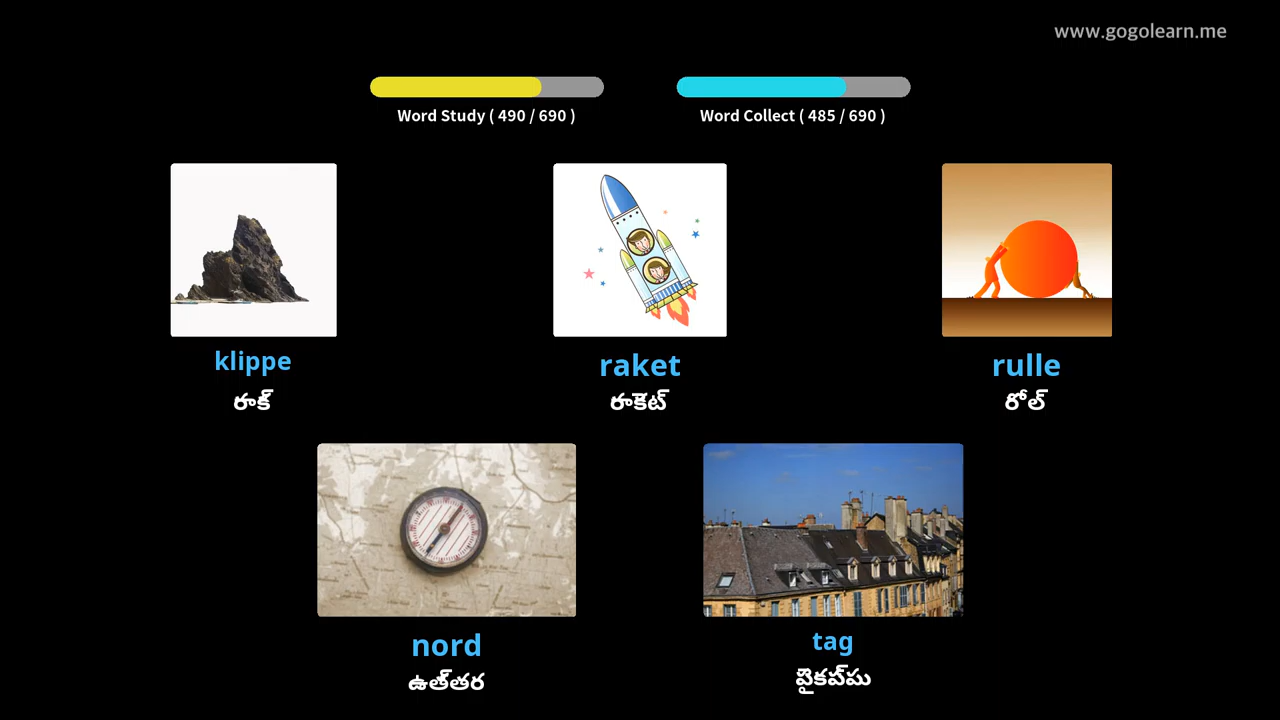 www.gogolearn.me
Word Study ( 490 / 690 )
Word Collect ( 485 / 690 )
klippe
raket
rulle
రాక్
రాకెట్
రోల్
nord
tag
ఉత్తర
పైకప్పు